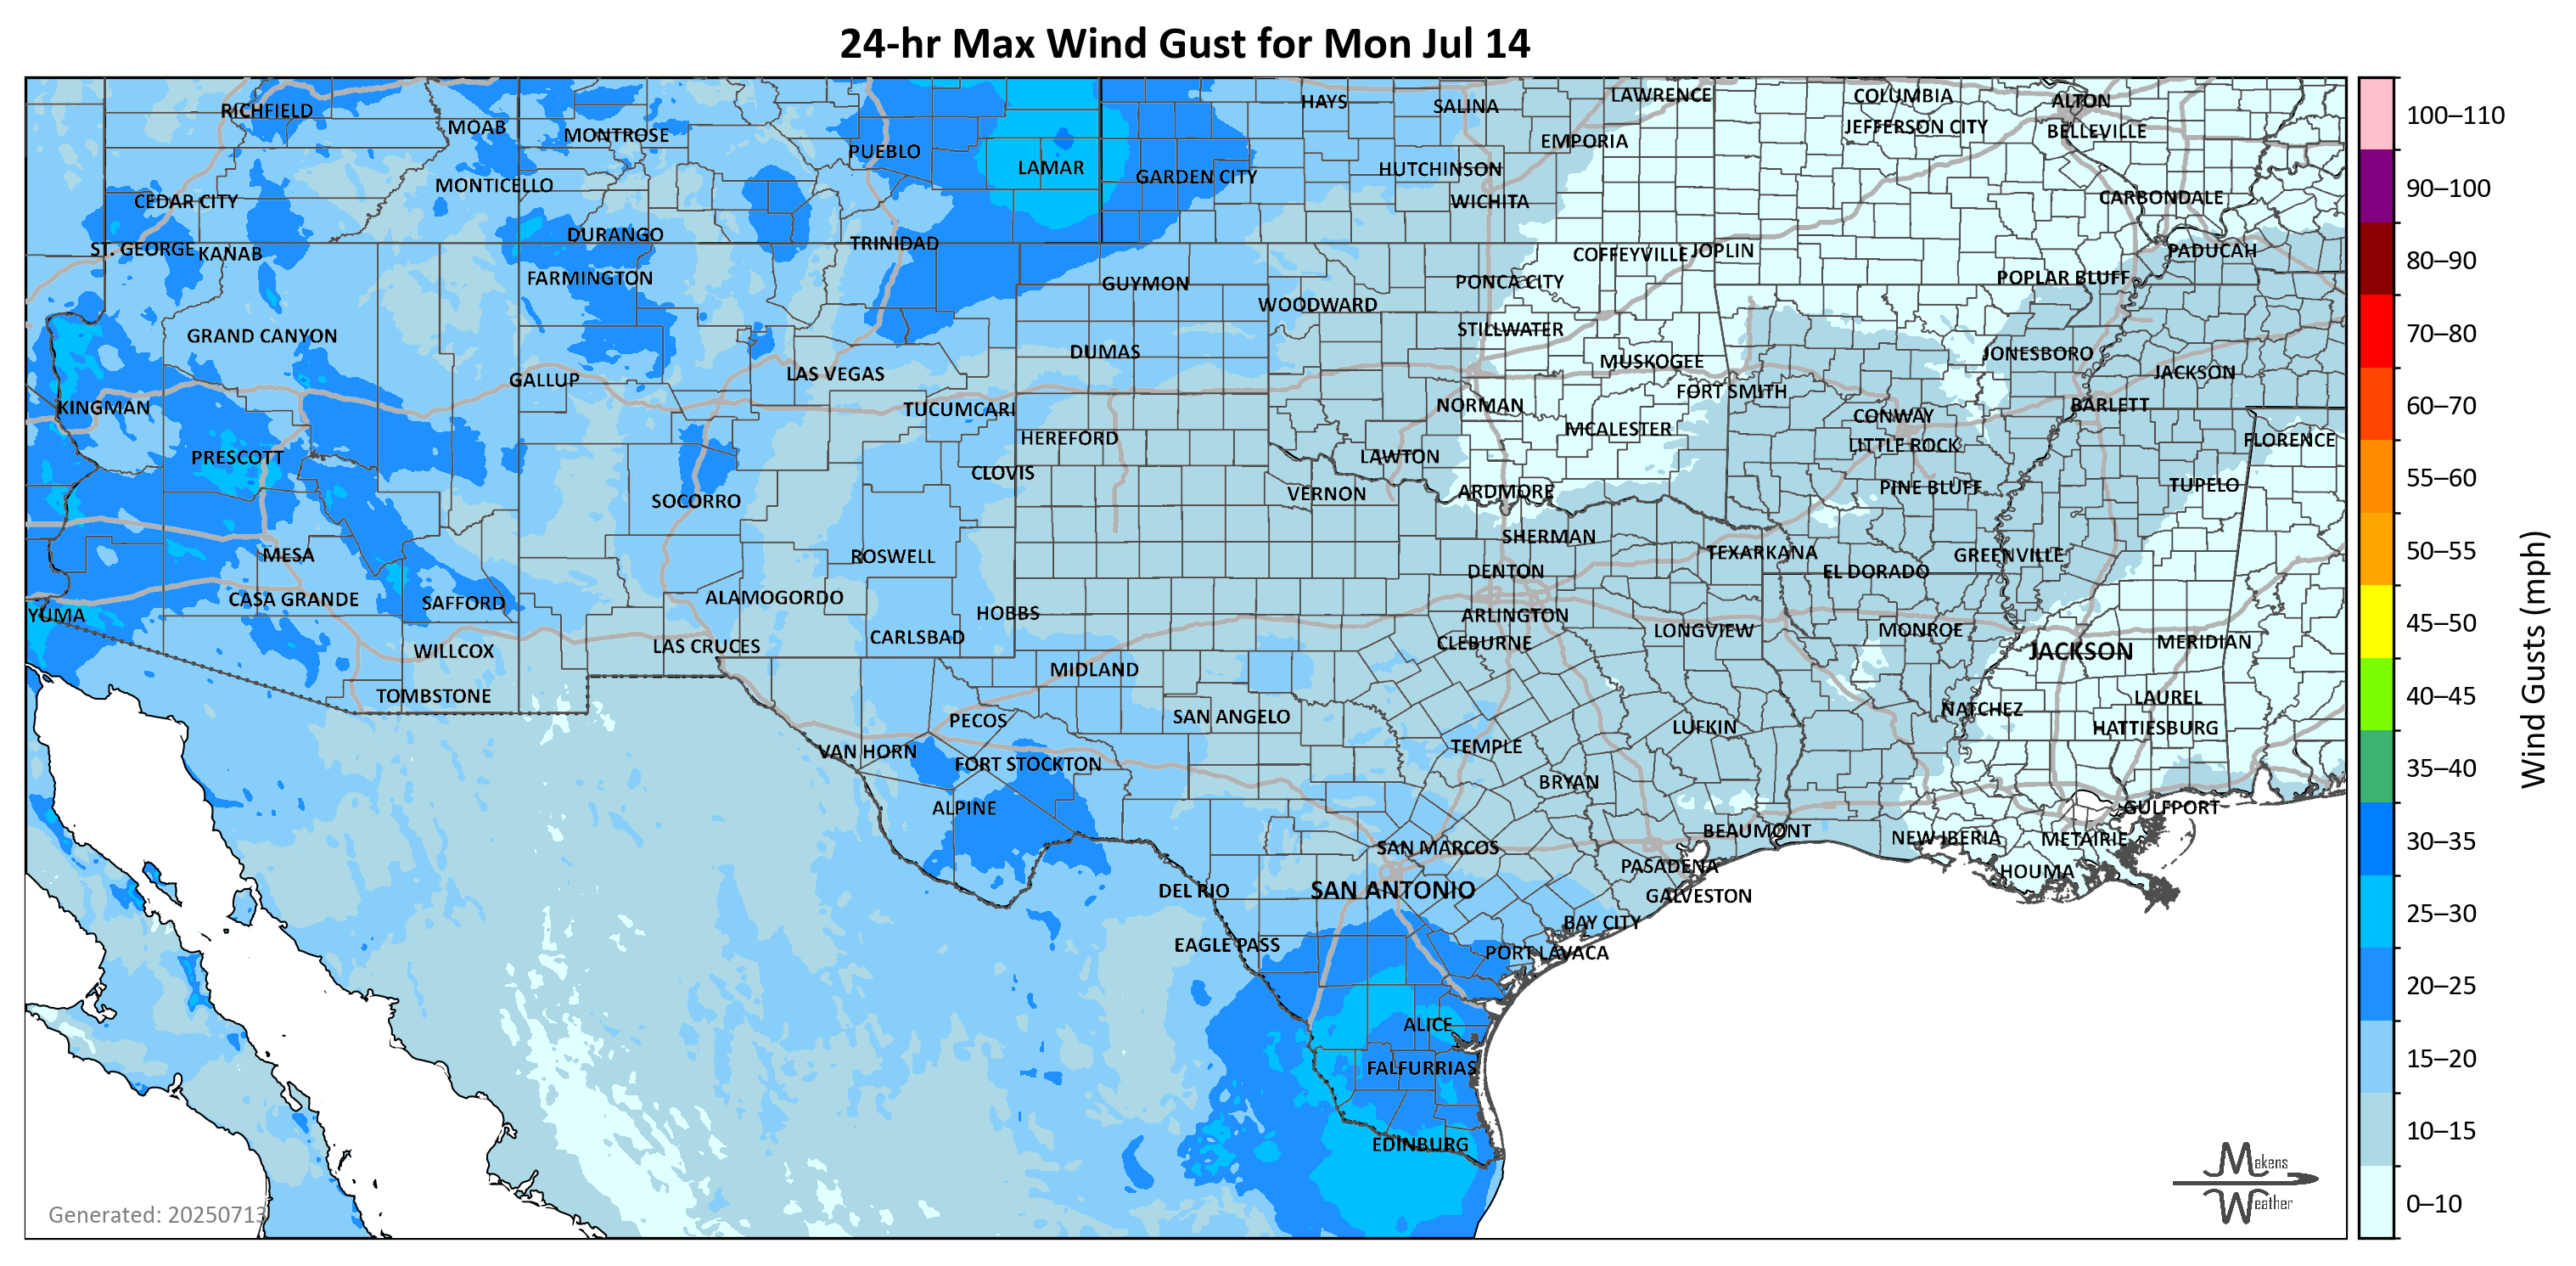 24-hr Max Wind Gust for Mon Jul 14
RICHFIELD
MOAB
MONTROSE
PUEBLO
LAMAR
GARDEN CITY
HAYS
SALINA
HUTCHINSON
WICHITA
EMPORIA
LAWRENCE
COLUMBIA
JEFFERSON CITY
ALTON
BELLEVILLE
CARBONDALE
MONTICELLO
CEDAR CITY
DURANGO
TRINIDAD
ST. GEORGE
KANAB
FARMINGTON
GUYMON
WOODWARD
PONCA CITY
COFFEYVILLE
JOPLIN
POPLAR BLUFF
PADUCAH
GRAND CANYON
STILLWATER
DUMAS
MUSKOGEE
JONESBORO
JACKSON
GALLUP
LAS VEGAS
FORT SMITH
KINGMAN
TUCUMCARI
NORMAN
CONWAY
BARLETT
HEREFORD
MCALESTER
LITTLE ROCK
FLORENCE
PRESCOTT
CLOVIS
LAWTON
SOCORRO
VERNON
ARDMORE
PINE BLUFF
TUPELO
SHERMAN
MESA
ROSWELL
TEXARKANA
GREENVILLE
DENTON
EL DORADO
CASA GRANDE
SAFFORD
ALAMOGORDO
YUMA
HOBBS
ARLINGTON
WILLCOX
LAS CRUCES
CARLSBAD
CLEBURNE
LONGVIEW
MONROE
JACKSON
MERIDIAN
MIDLAND
TOMBSTONE
PECOS
SAN ANGELO
LAUREL
NATCHEZ
HATTIESBURG
LUFKIN
VAN HORN
FORT STOCKTON
TEMPLE
BRYAN
ALPINE
GULFPORT
BEAUMONT
NEW IBERIA
METAIRIE
SAN MARCOS
PASADENA
HOUMA
DEL RIO
SAN ANTONIO
GALVESTON
BAY CITY
EAGLE PASS
PORT LAVACA
ALICE
FALFURRIAS
EDINBURG
Generated: 20250713
Makens
Weather
100–110
90–100
80–90
70–80
60–70
55–60
50–55
45–50
40–45
35–40
30–35
25–30
20–25
15–20
10–15
0–10
Wind Gusts (mph)